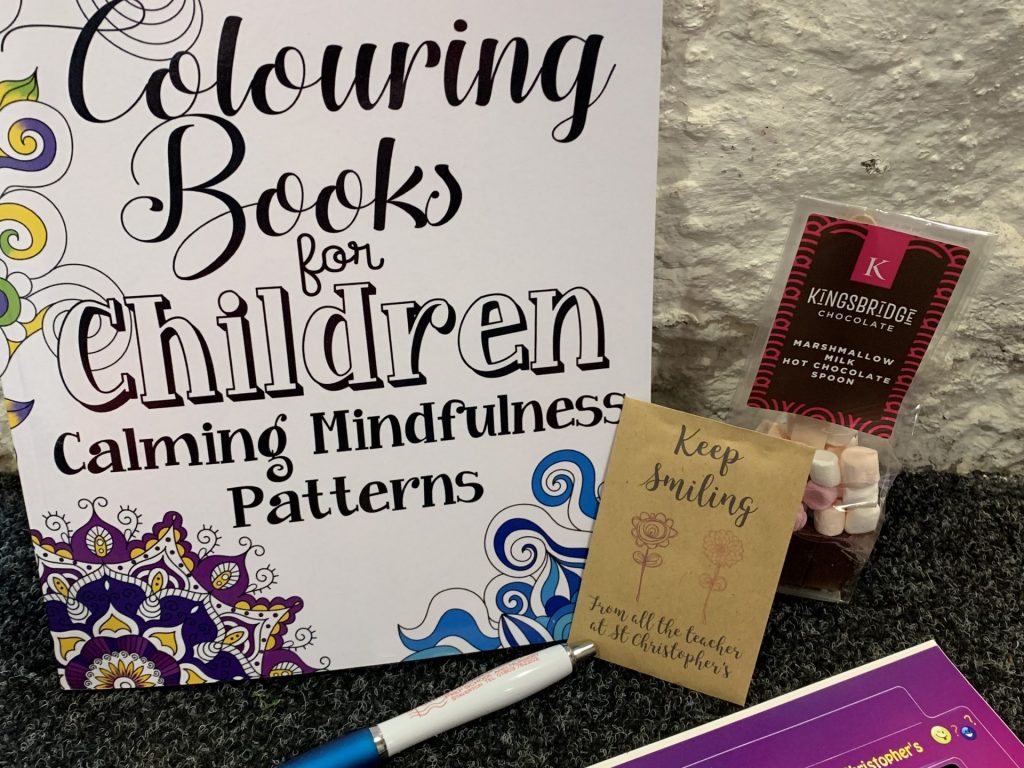 Colouring
Books
for
Children
Calming Mindfulness
Patterns
K
KINGSBRIDGE
CHOCOLATE
MARSHMALLOW
MILK
HOT CHOCOLATE
SPOON
Keep
Smiling
From all the teacher
at St Christopher's